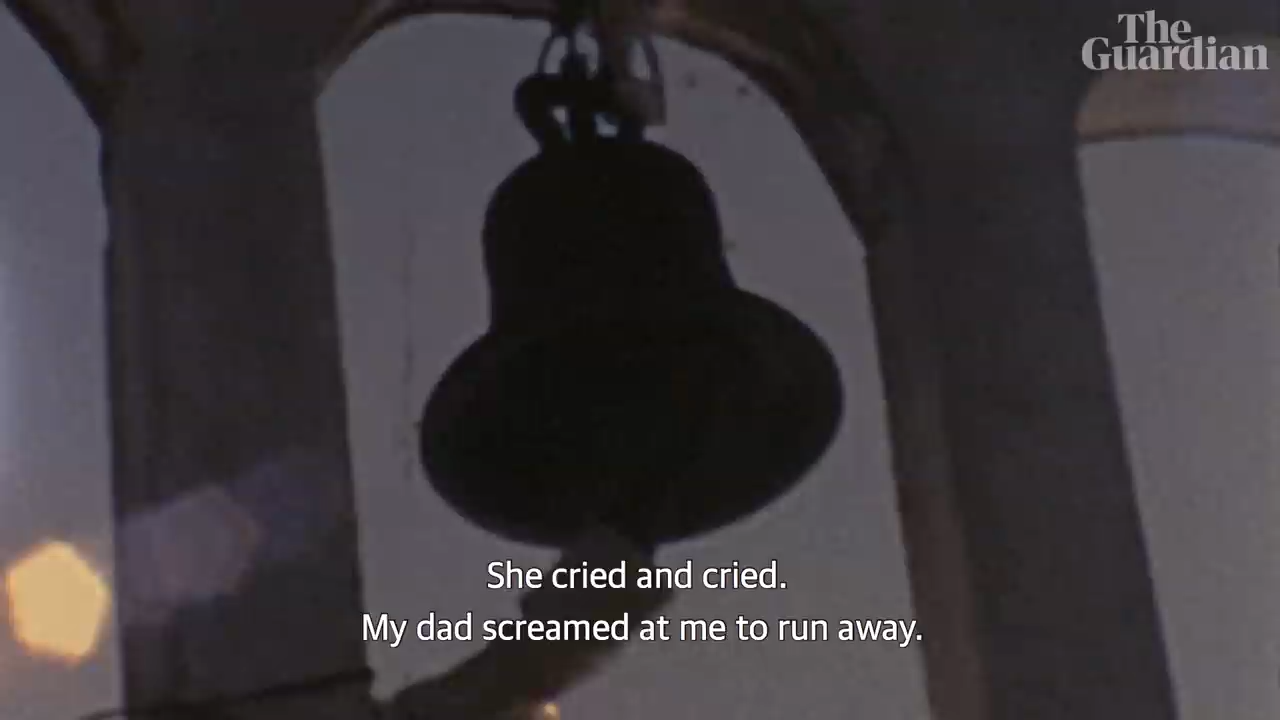 The
Guardian
She cried and cried.
My dad screamed at me to run away.